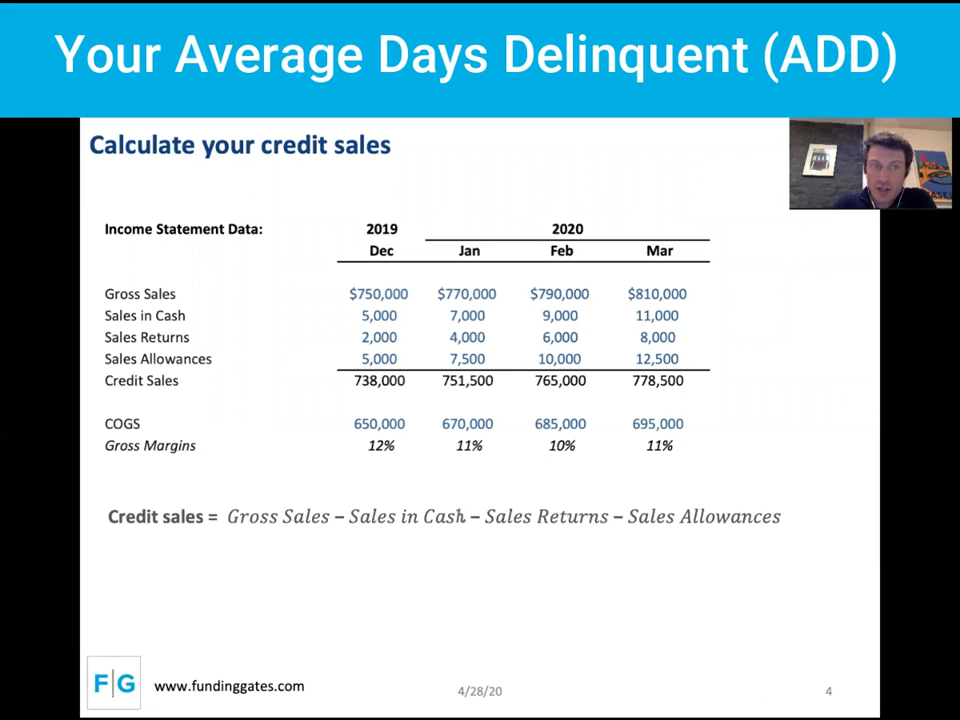 Your Average Days Delinquent (ADD)
Calculate your credit sales
Income Statement Data: 2019 2020
Dec Jan Feb Mar
Gross Sales $750,000 $770,000 $790,000 $810,000
Sales in Cash 5,000 7,000 9,000 11,000
Sales Returns 2,000 4,000 6,000 8,000
Sales Allowances 5,000 7,500 10,000 12,500
Credit Sales 738,000 751,500 765,000 778,500
COGS 650,000 670,000 685,000 695,000
Gross Margins 12% 11% 10% 11%
Credit sales = Gross Sales – Sales in Cash – Sales Returns – Sales Allowances
F|G www.fundinggates.com 4/28/20 4